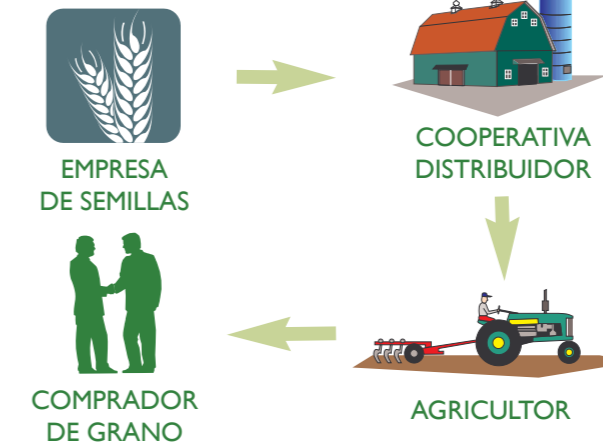 EMPRESA
DE SEMILLAS
COOPERATIVA
DISTRIBUIDOR
AGRICULTOR
COMPRADOR
DE GRANO